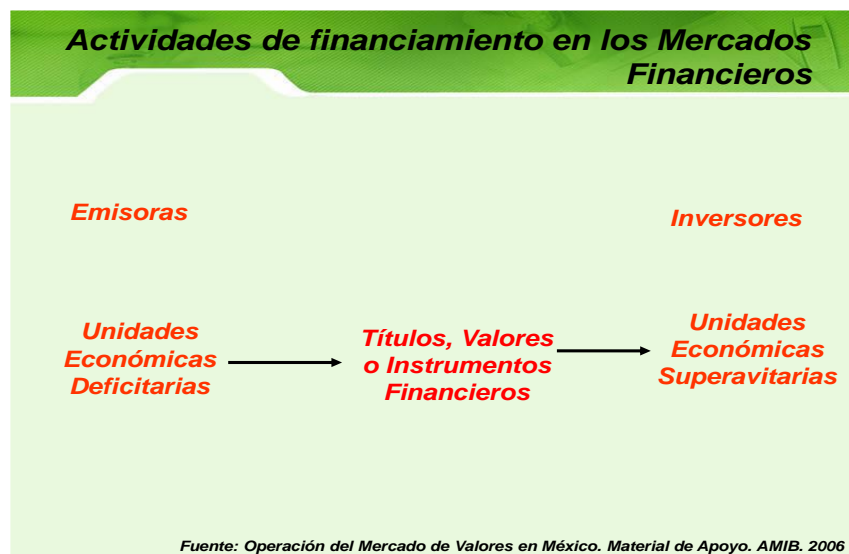 Actividades de financiamiento en los Mercados
Financieros
Emisoras
Inversores
Unidades
Económicas
Deficitarias
Títulos, Valores
o Instrumentos
Financieros
Unidades
Económicas
Superavitarias
Fuente: Operación del Mercado de Valores en México. Material de Apoyo. AMIB. 2006